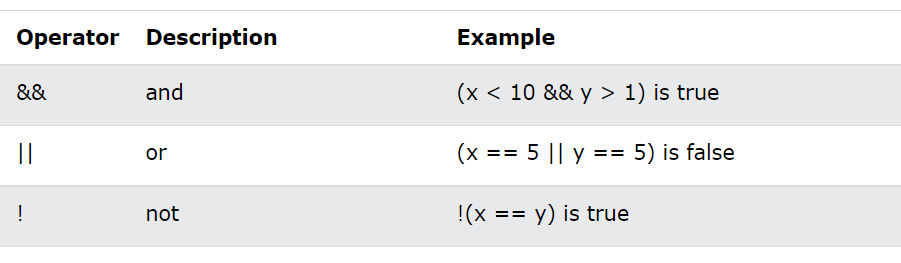 Operator Description Example
&& and (x < 10 && y > 1) is true
|| or (x == 5 || y == 5) is false
! not !(x == y) is true